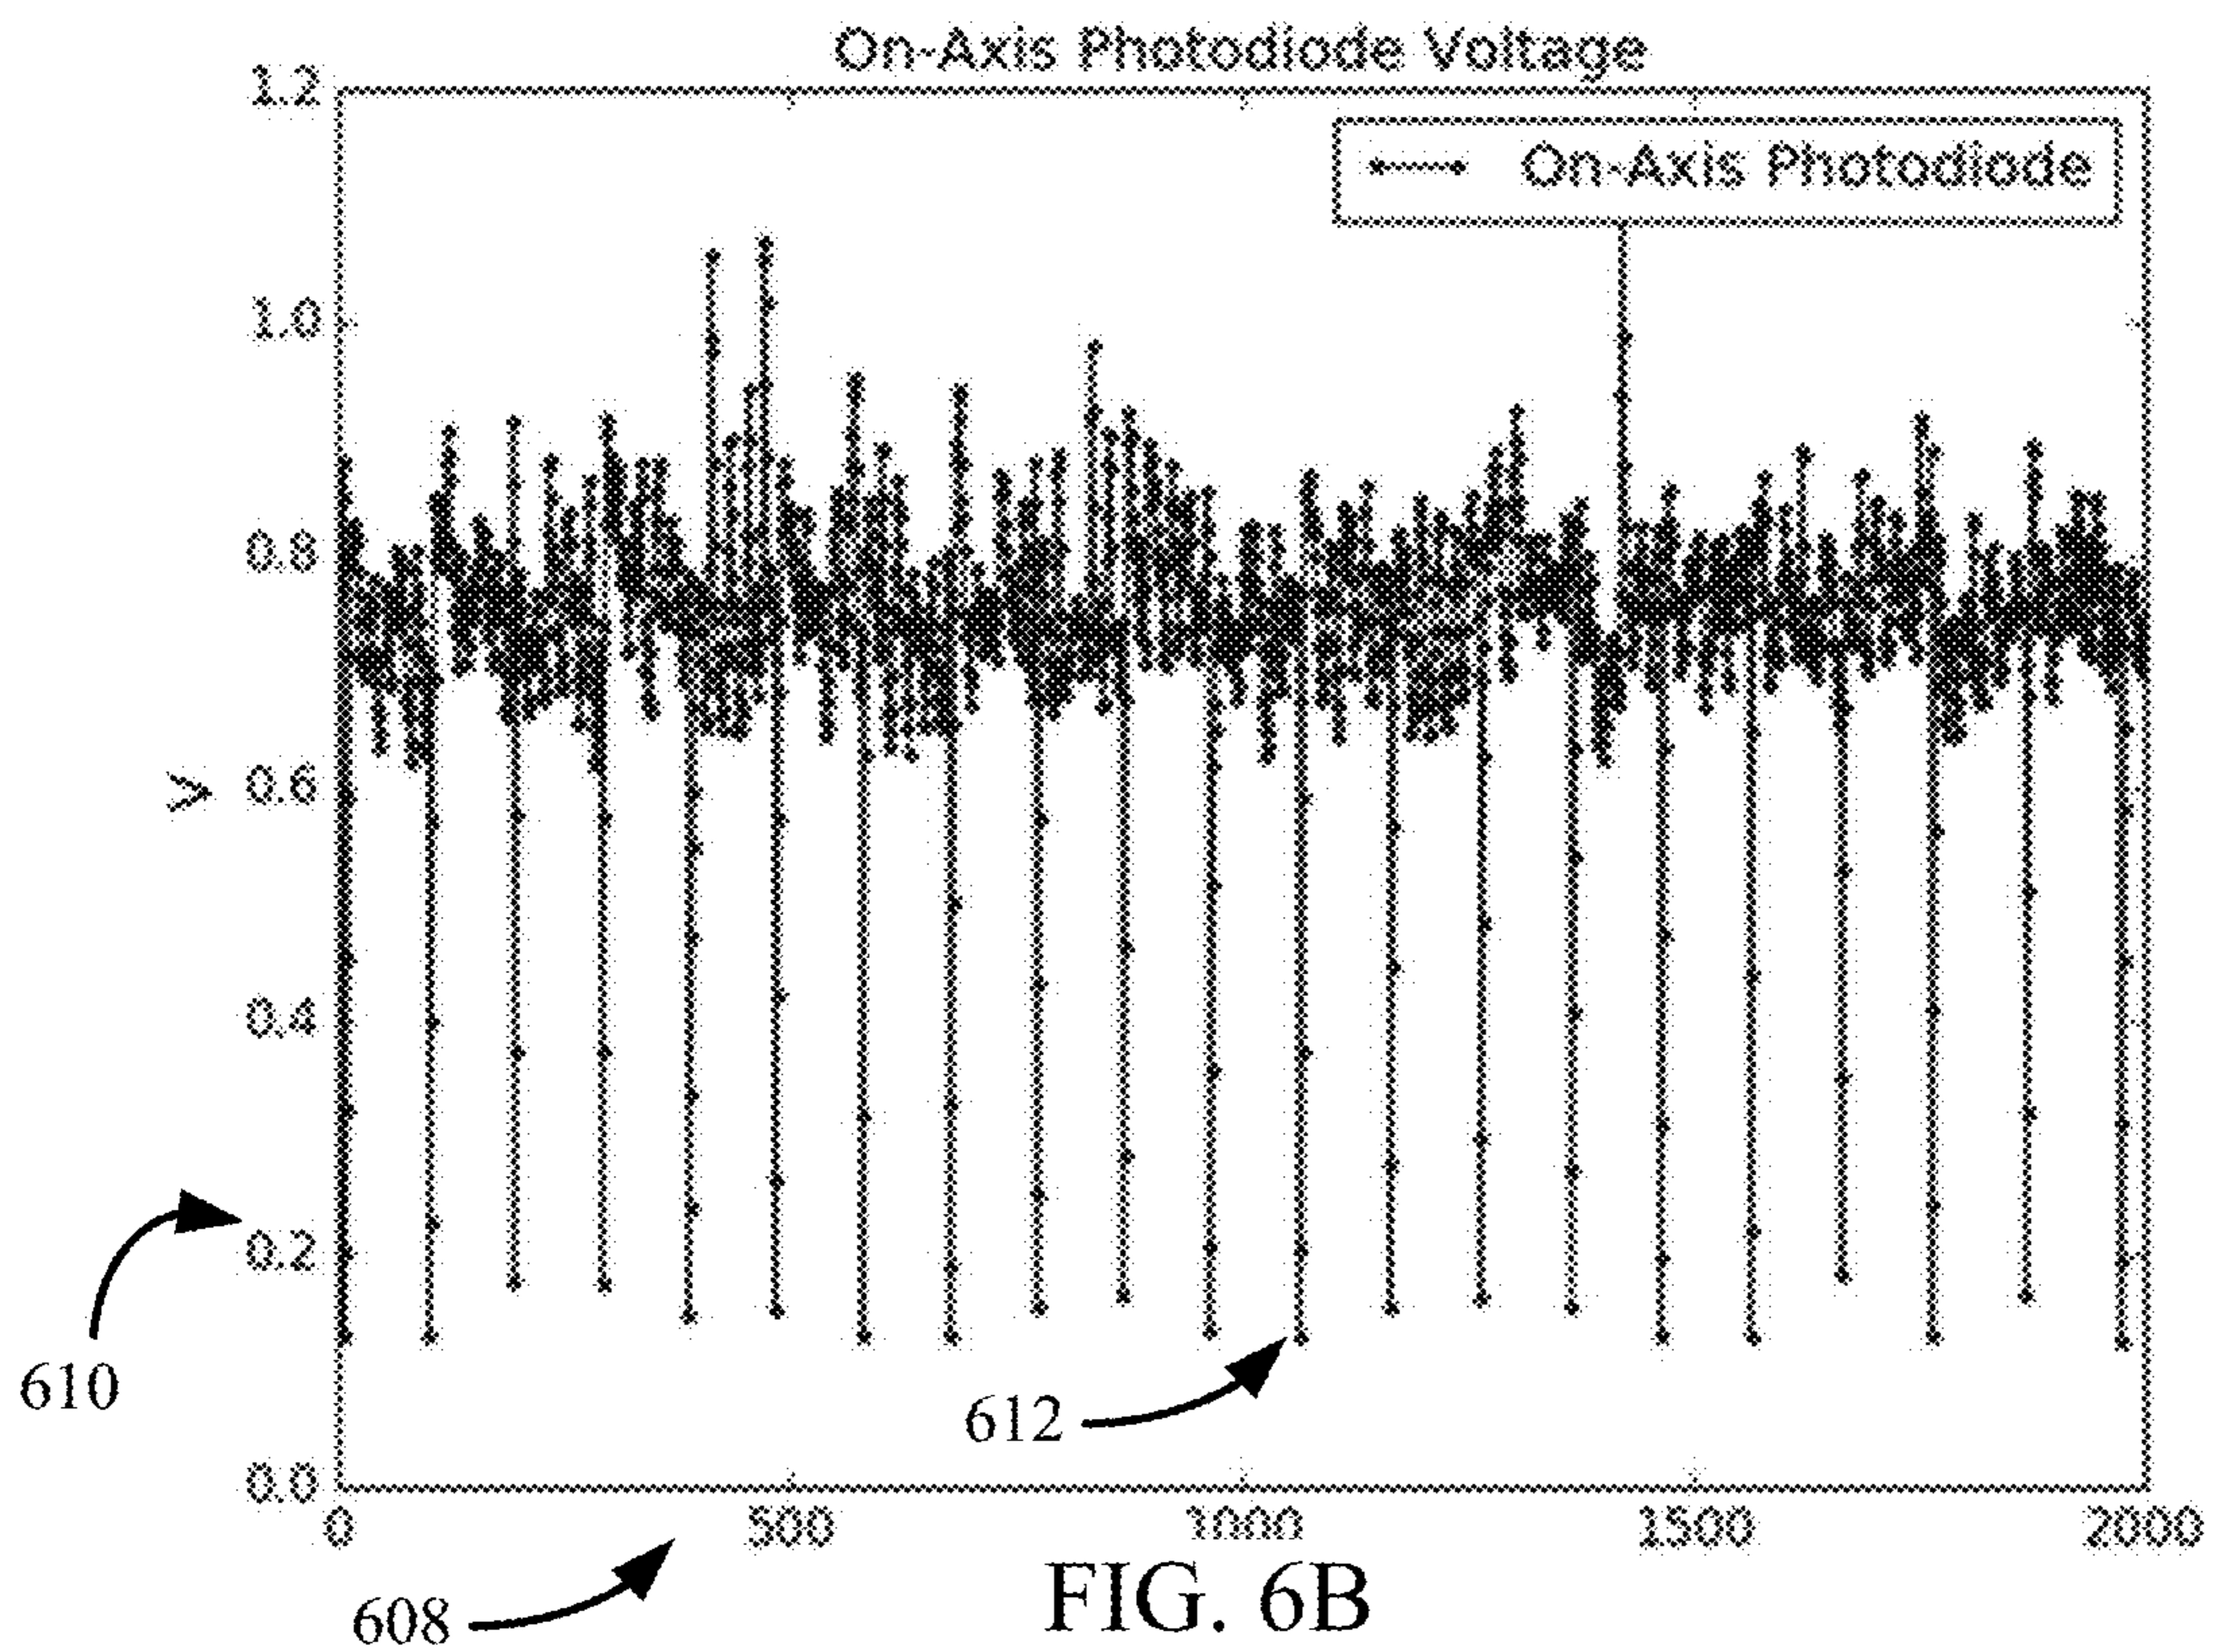 On-Axis Photodiode Voltage
1.2
On-Axis Photodiode
1.0
0.8
V
0.6
0.4
0.2
610
612
0.0
0 500 1000 1500 2000
608
FIG. 6B